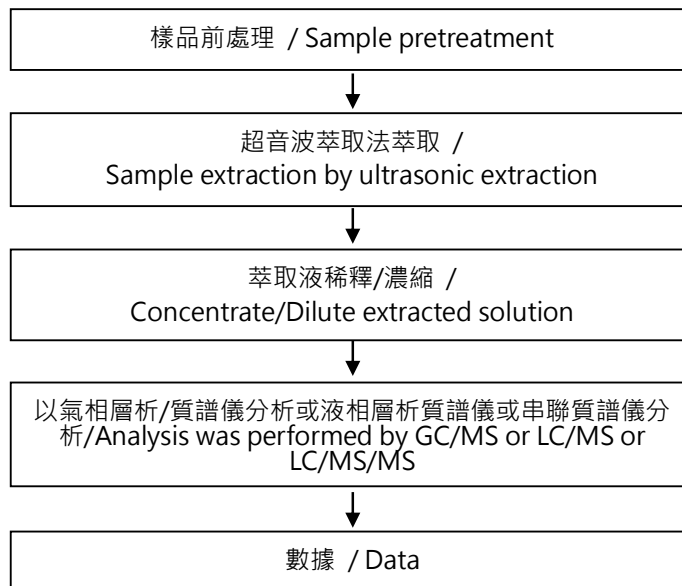 樣品前處理 / Sample pretreatment
超音波萃取法萃取 /
Sample extraction by ultrasonic extraction
萃取液稀釋/濃縮 /
Concentrate/Dilute extracted solution
以氣相層析/質譜儀分析或液相層析質譜儀或串聯質譜儀分
析/Analysis was performed by GC/MS or LC/MS or
LC/MS/MS
數據 / Data